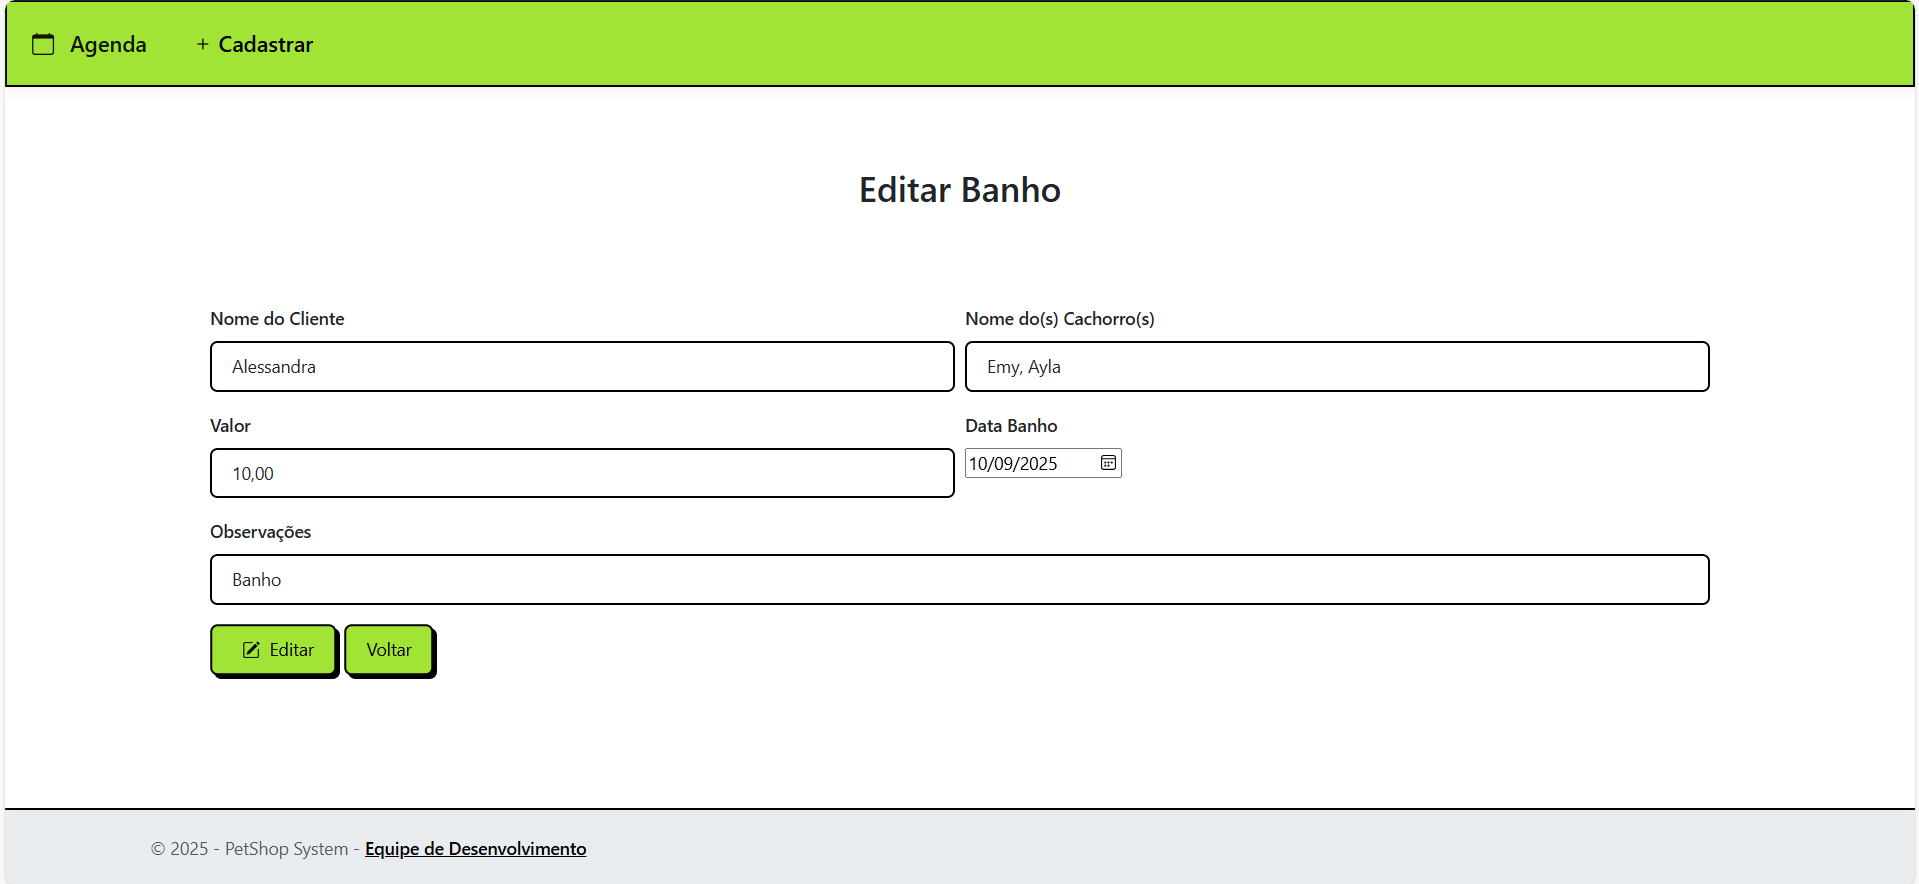 Agenda + Cadastrar
Editar Banho
Nome do Cliente Nome do(s) Cachorro(s)
Alessandra Emy, Ayla
Valor Data Banho
10,00 10/09/2025
Observações
Banho
Editar Voltar
© 2025 - PetShop System - Equipe de Desenvolvimento